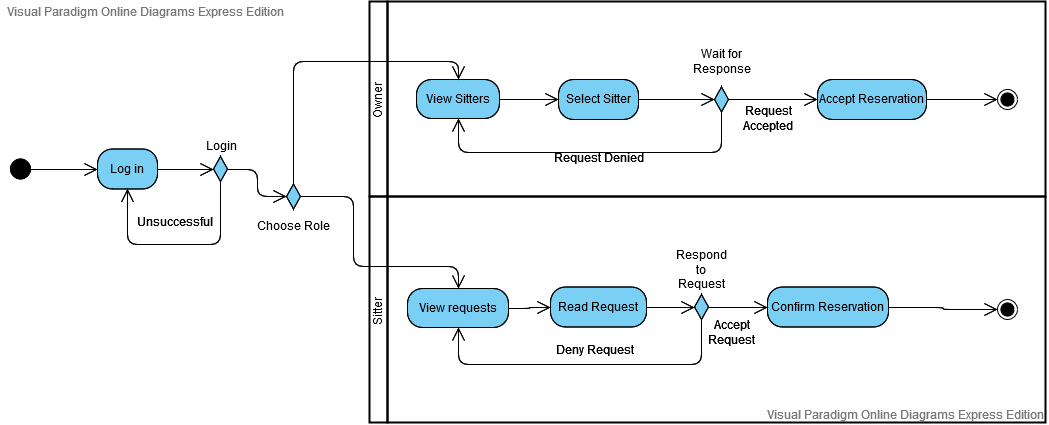 Visual Paradigm Online Diagrams Express Edition
Log in
Login
Unsuccessful
Choose Role
Owner
View Sitters
Select Sitter
Wait for
Response
Request
Accepted
Accept Reservation
Request Denied
Sitter
View requests
Read Request
Respond
to
Request
Accept
Request
Confirm Reservation
Deny Request
Visual Paradigm Online Diagrams Express Edition